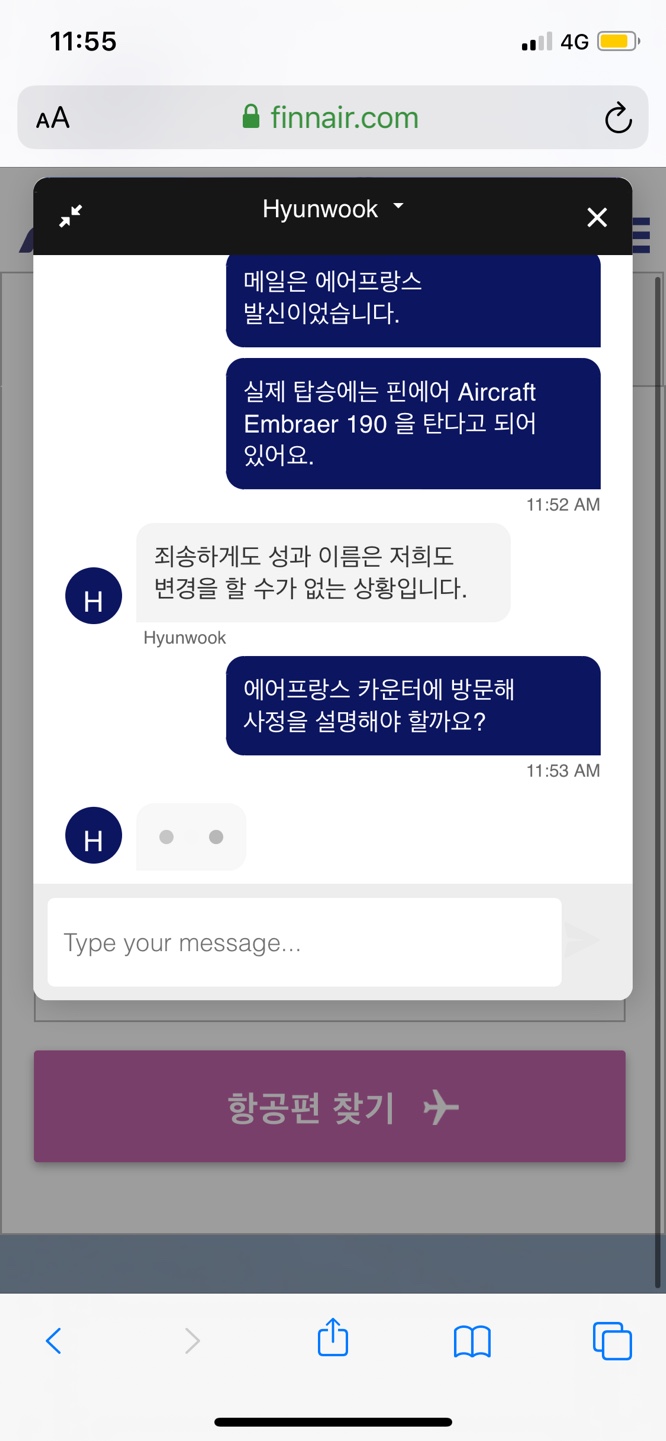 11:55
4G
AA
finnair.com
Hyunwook
메일은 에어프랑스
발신이었습니다.
실제 탑승에는 핀에어 Aircraft
Embraer 190 을 탄다고 되어
있어요.
11:52 AM
죄송하게도 성과 이름은 저희도
변경을 할 수가 없는 상황입니다.
H
Hyunwook
에어프랑스 카운터에 방문해
사정을 설명해야 할까요?
11:53 AM
H
Type your message...
항공편 찾기